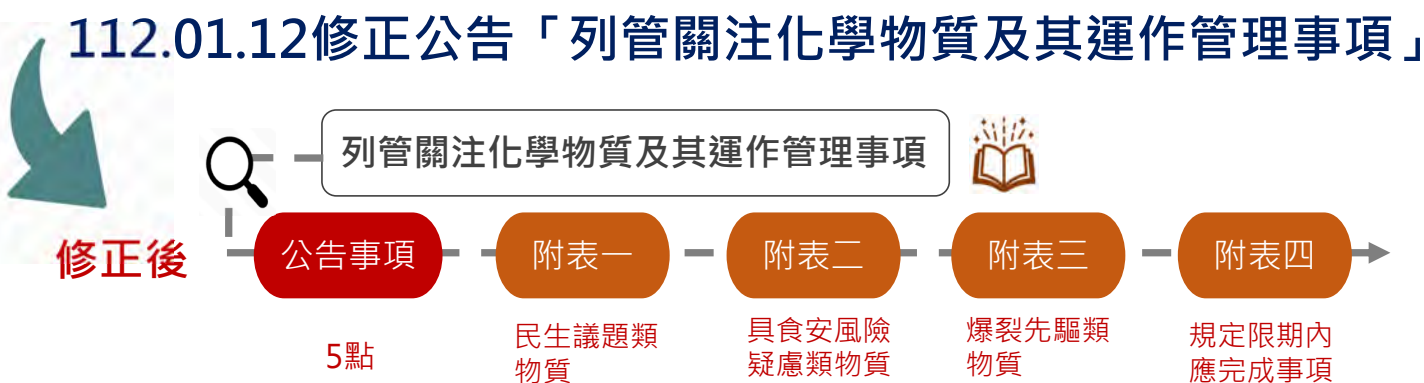 112.01.12修正公告「列管關注化學物質及其運作管理事項」
列管關注化學物質及其運作管理事項
修正後
公告事項
附表一
附表二
附表三
附表四
5點
民生議題類
物質
具食安風險
疑慮類物質
爆裂先驅類
物質
規定限期內
應完成事項